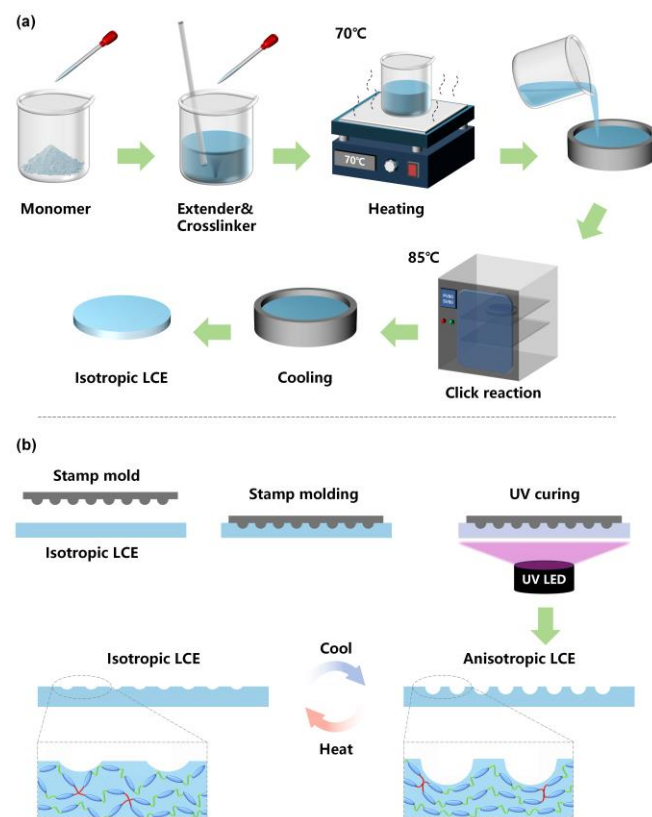 (a)
70℃
Monomer
Extender&
Crosslinker
70℃
Heating
85℃
Isotropic LCE
Cooling
Click reaction
(b)
Stamp mold
Stamp molding
UV curing
Isotropic LCE
UV LED
Isotropic LCE
Cool
Anisotropic LCE
Heat